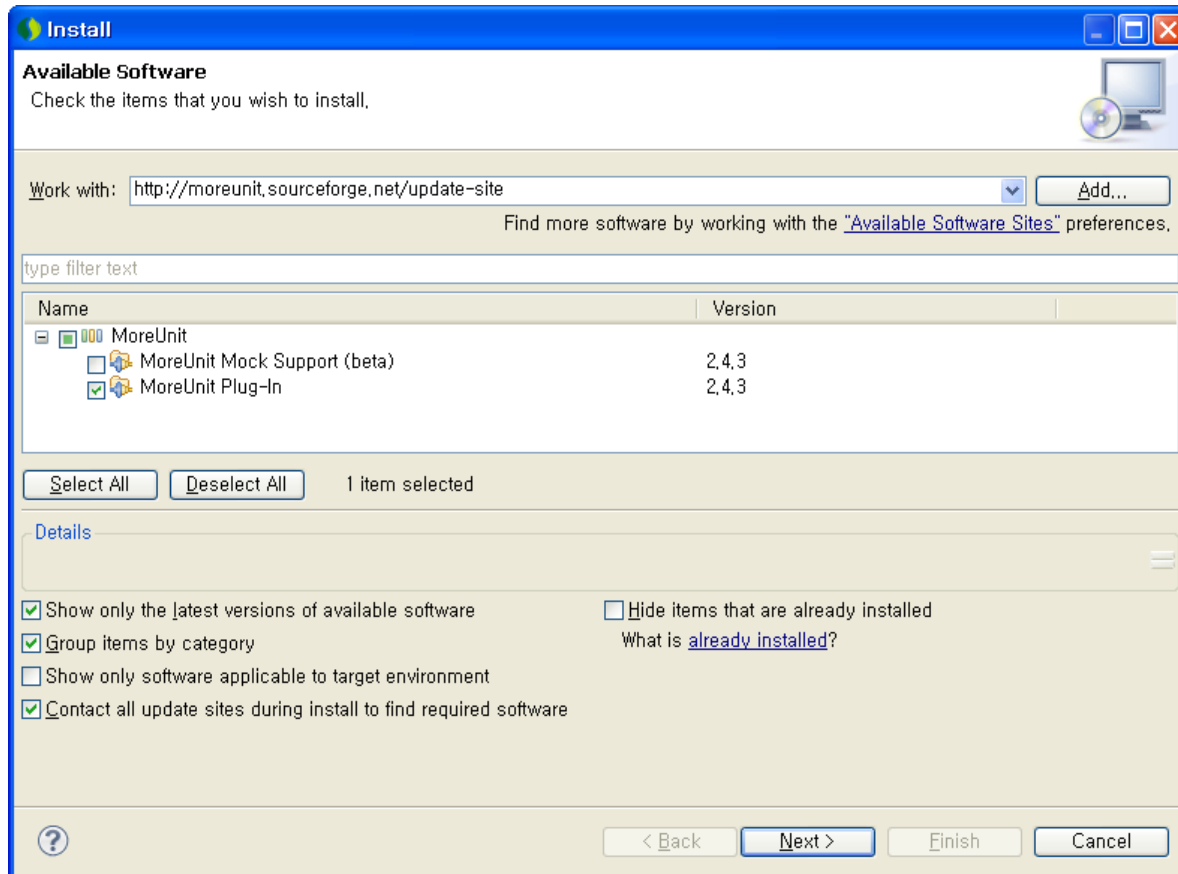 Install
Available Software
Check the items that you wish to install,
Work with: http://moreunit,sourceforge,net/update-site Add,,,
Find more software by working with the "Available Software Sites" preferences,
type filter text
Name Version
MoreUnit
MoreUnit Mock Support (beta) 2,4,3
MoreUnit Plug-In 2,4,3
Select All Deselect All 1 item selected
Details
Show only the latest versions of available software Hide items that are already installed
Group items by category What is already installed?
Show only software applicable to target environment
Contact all update sites during install to find required software
? < Back Next > Finish Cancel